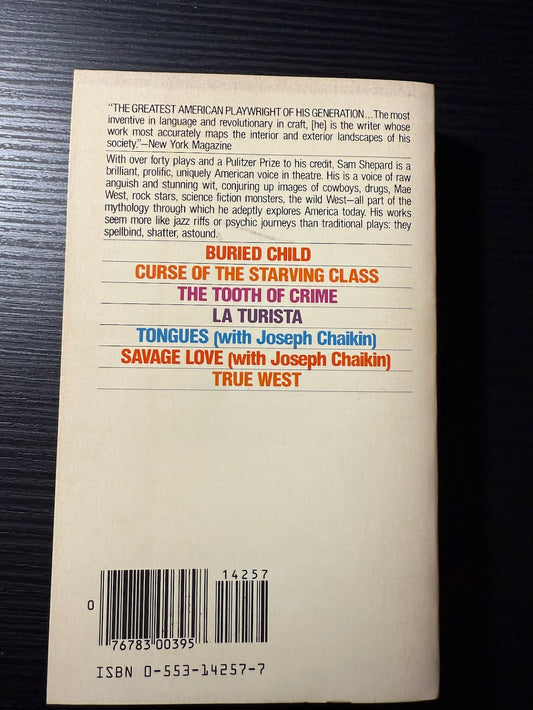 "THE GREATEST AMERICAN PLAYWRIGHT OF HIS GENERATION...The most
inventive in language and revolutionary in craft, [he] is the writer whose
work most accurately maps the interior and exterior landscapes of his
society,"—New York Magazine
With over forty plays and a Pulitzer Prize to his credit, Sam Shepard is a
brilliant, prolific, uniquely American voice in theatre. His is a voice of raw
anguish and stunning wit, conjuring up images of cowboys, drugs, Mae
West, rock stars, science fiction monsters, the wild West—all part of the
mythology through which he adeptly explores America today. His works
seem more like jazz riffs or psychic journeys than traditional plays: they
spellbind, shatter, astound.
BURIED CHILD
CURSE OF THE STARVING CLASS
THE TOOTH OF CRIME
LA TURISTA
TONGUES (with Joseph Chaikin)
SAVAGE LOVE (with Joseph Chaikin)
TRUE WEST
14257
0
76783 00395
ISBN 0-553-14257-7